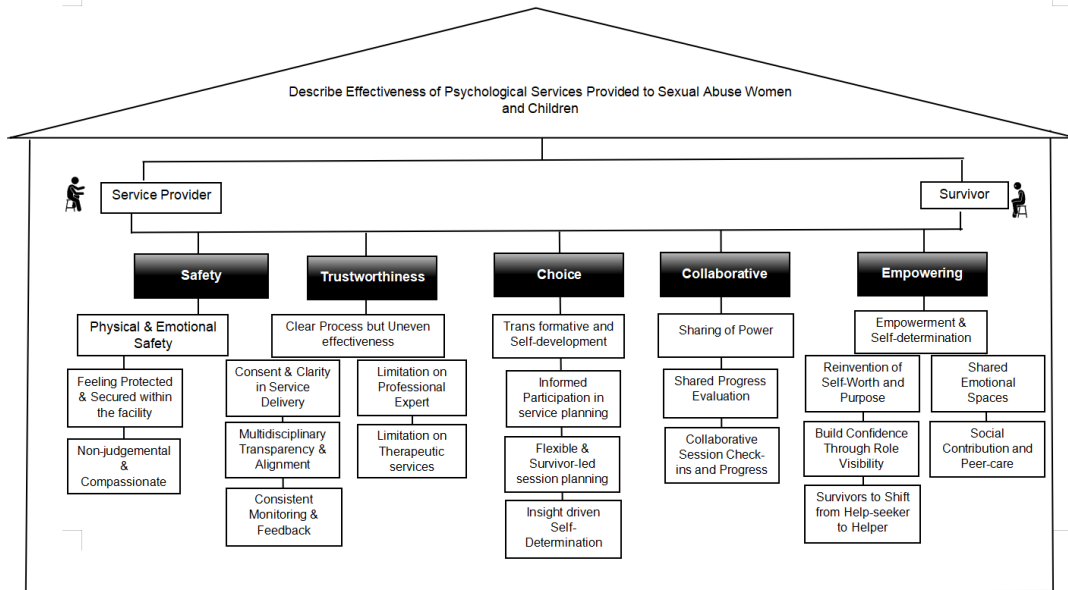 Describe Effectiveness of Psychological Services Provided to Sexual Abuse Women
and Children
Service Provider
Survivor
Safety
Trustworthiness
Choice
Collaborative
Empowering
Physical & Emotional
Safety
Feeling Protected
& Secured within
the facility
Non-judgemental
&
Compassionate
Clear Process but Uneven
effectiveness
Consent & Clarity
in Service
Delivery
Multidisciplinary
Transparency &
Alignment
Consistent
Monitoring &
Feedback
Limitation on
Professional
Expert
Limitation on
Therapeutic
services
Trans formative and
Self-development
Informed
Participation in
service planning
Flexible &
Survivor-led
session planning
Insight driven
Self-
Determination
Sharing of Power
Shared Progress
Evaluation
Collaborative
Session Check-
ins and Progress
Empowerment &
Self-determination
Reinvention of
Self-Worth and
Purpose
Build Confidence
Through Role
Visibility
Survivors to Shift
from Help-seeker
to Helper
Shared
Emotional
Spaces
Social
Contribution and
Peer-care